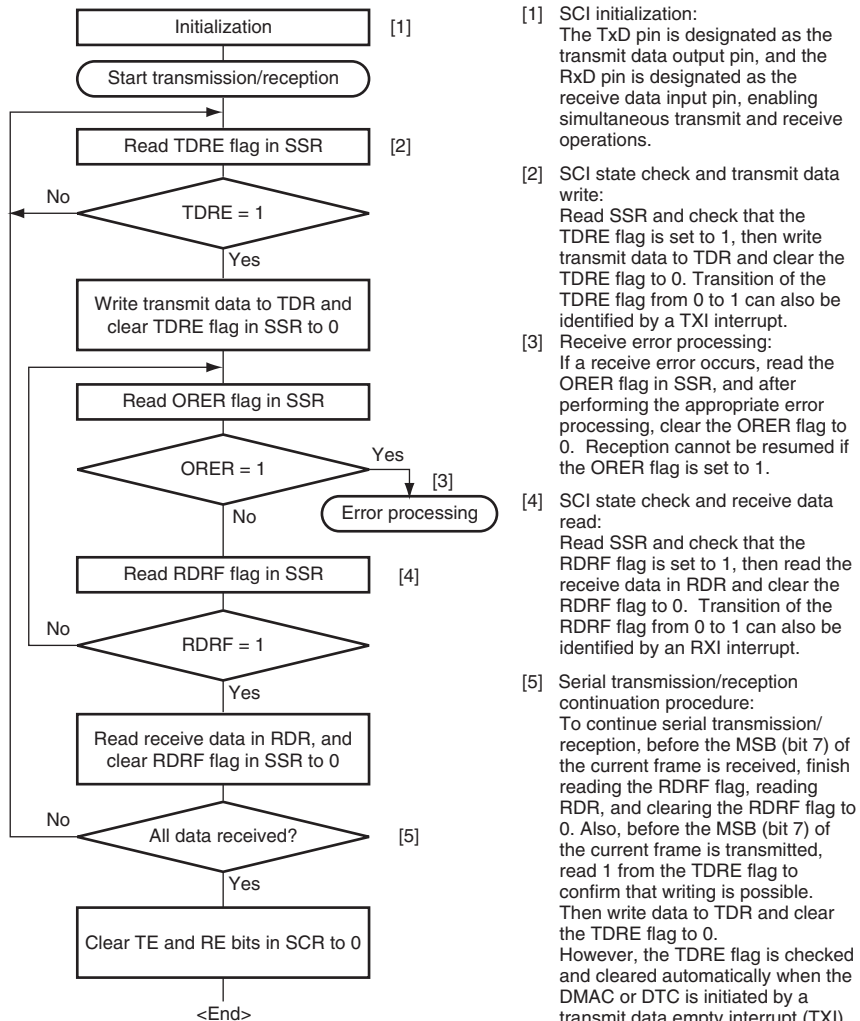 Initialization [1]
Start transmission/reception
Read TDRE flag in SSR [2]
No
TDRE = 1
Yes
Write transmit data to TDR and
clear TDRE flag in SSR to 0
Read ORER flag in SSR
Yes
ORER = 1
[3]
No
Error processing
Read RDRF flag in SSR [4]
No
RDRF = 1
Yes
Read receive data in RDR, and
clear RDRF flag in SSR to 0
No
All data received? [5]
Yes
Clear TE and RE bits in SCR to 0
<End>
[1] SCI initialization:
The TxD pin is designated as the
transmit data output pin, and the
RxD pin is designated as the
receive data input pin, enabling
simultaneous transmit and receive
operations.
[2] SCI state check and transmit data
write:
Read SSR and check that the
TDRE flag is set to 1, then write
transmit data to TDR and clear the
TDRE flag to 0. Transition of the
TDRE flag from 0 to 1 can also be
identified by a TXI interrupt.
[3] Receive error processing:
If a receive error occurs, read the
ORER flag in SSR, and after
performing the appropriate error
processing, clear the ORER flag to
0. Reception cannot be resumed if
the ORER flag is set to 1.
[4] SCI state check and receive data
read:
Read SSR and check that the
RDRF flag is set to 1, then read the
receive data in RDR and clear the
RDRF flag to 0. Transition of the
RDRF flag from 0 to 1 can also be
identified by an RXI interrupt.
[5] Serial transmission/reception
continuation procedure:
To continue serial transmission/
reception, before the MSB (bit 7) of
the current frame is received, finish
reading the RDRF flag, reading
RDR, and clearing the RDRF flag to
0. Also, before the MSB (bit 7) of
the current frame is transmitted,
read 1 from the TDRE flag to
confirm that writing is possible.
Then write data to TDR and clear
the TDRE flag to 0.
However, the TDRE flag is checked
and cleared automatically when the
DMAC or DTC is initiated by a
transmit data empty interrupt (TXI)